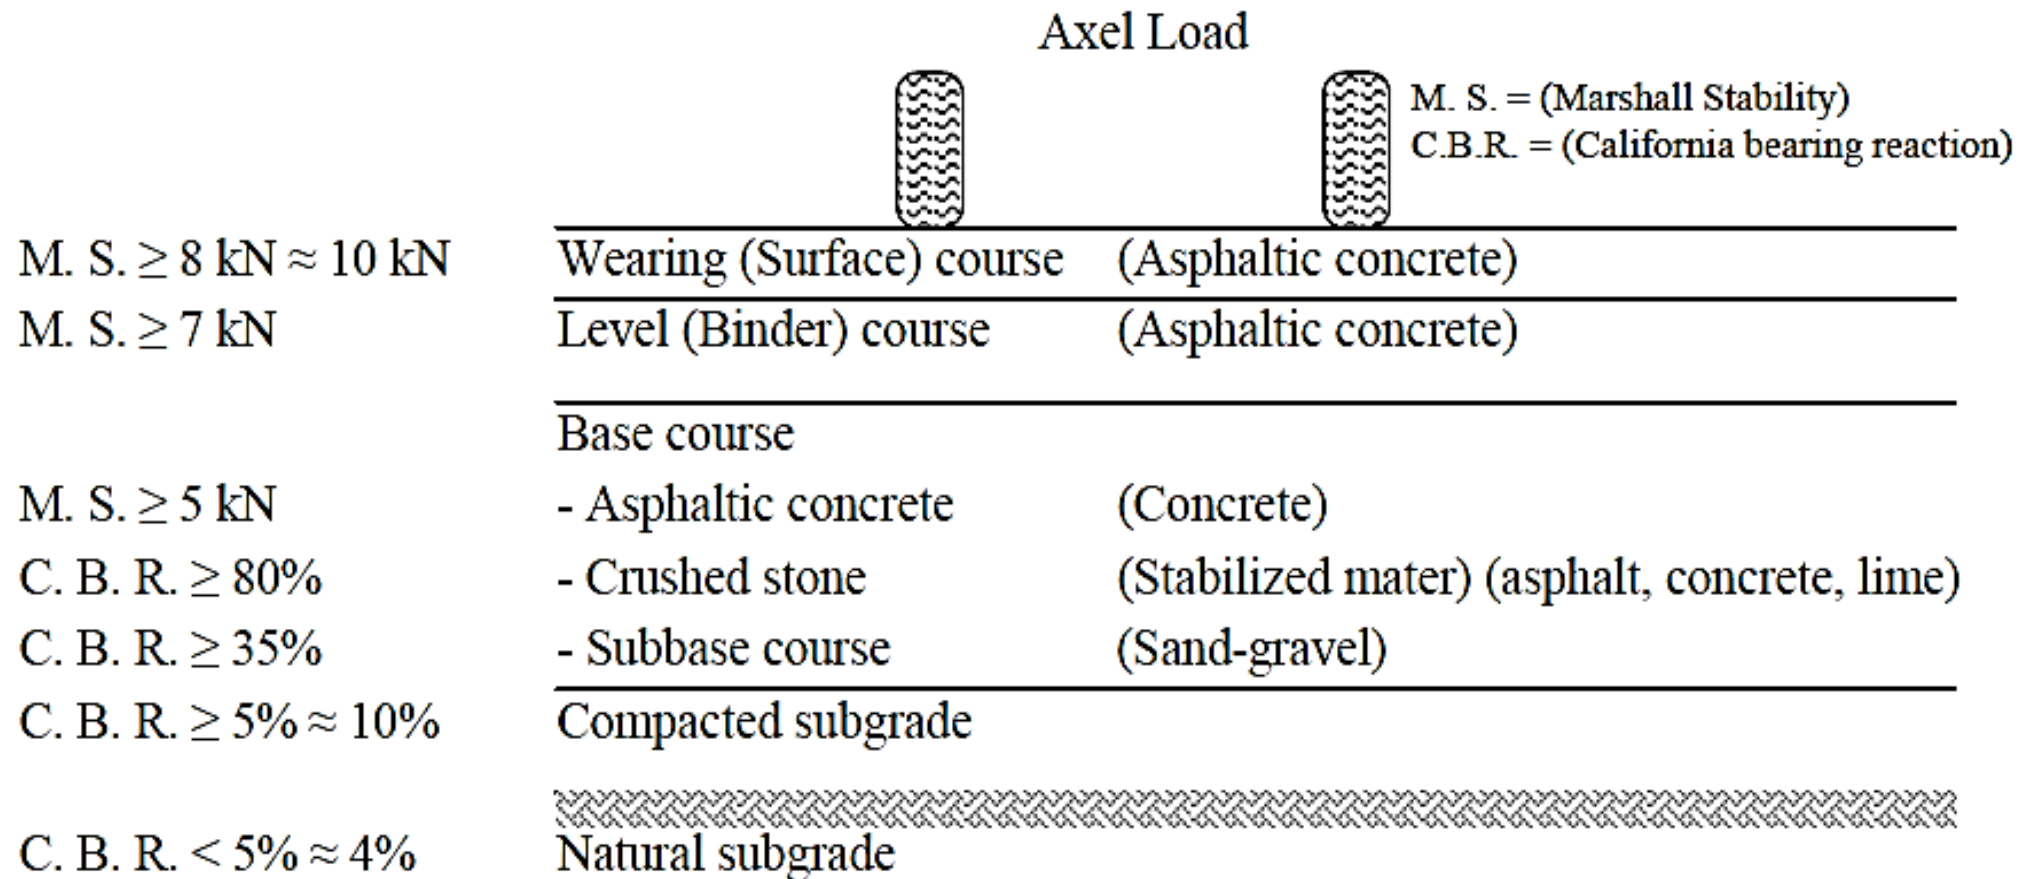 Axel Load
M. S. = (Marshall Stability)
C.B.R. = (California bearing reaction)
M. S. ≥ 8 kN ≈ 10 kN Wearing (Surface) course (Asphaltic concrete)
M. S. ≥ 7 kN Level (Binder) course (Asphaltic concrete)
Base course
M. S. ≥ 5 kN - Asphaltic concrete (Concrete)
C. B. R. ≥ 80% - Crushed stone (Stabilized mater) (asphalt, concrete, lime)
C. B. R. ≥ 35% - Subbase course (Sand-gravel)
C. B. R. ≥ 5% ≈ 10% Compacted subgrade
C. B. R. < 5% ≈ 4% Natural subgrade